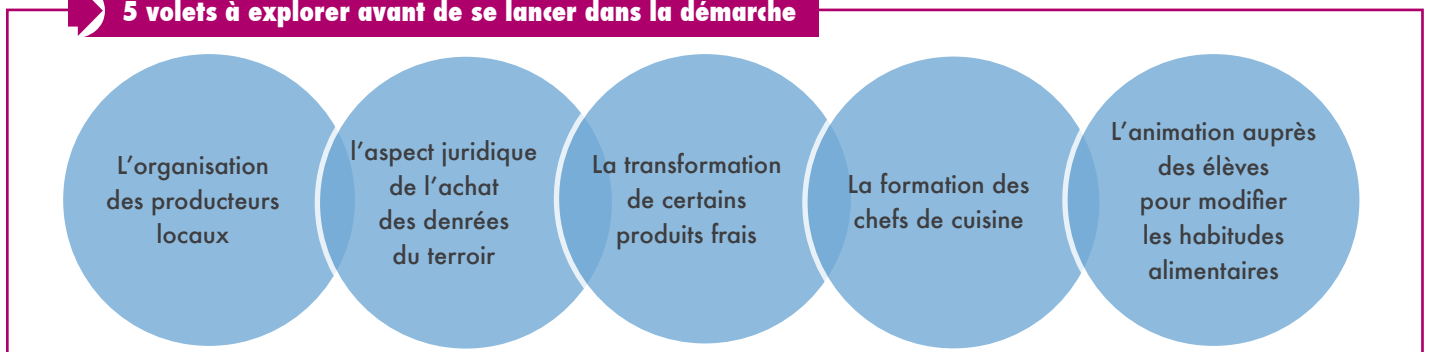 5 volets à explorer avant de se lancer dans la démarche
L'organisation
des producteurs
locaux
l'aspect juridique
de l'achat
des denrées
du terroir
La transformation
de certains
produits frais
La formation des
chefs de cuisine
L'animation auprès
des élèves
pour modifier
les habitudes
alimentaires